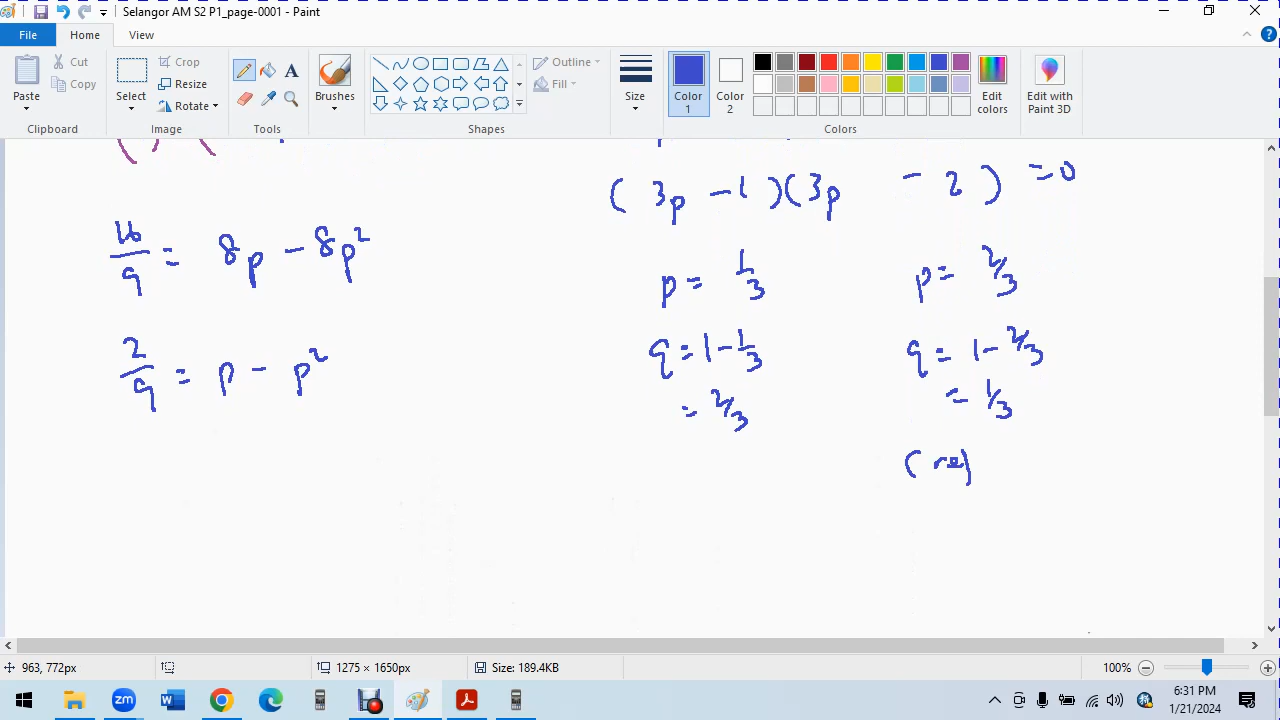 Selangor AM S2 P1_page-0001 - Paint
File Home View
Paste
Cut
Copy
Clipboard
Select
Crop
Resize
Rotate
Image
A
Tools
Brushes
Shapes
Outline
Fill
Size
Color 1
Color 2
Edit colors
Colors
Edit with Paint 3D
(3p - 1)(3p - 2) = 0
16/9 = 8p - 8p²
p = 1/3
p = 2/3
2/9 = p - p²
q = 1 - 1/3
= 2/3
q = 1 - 2/3
= 1/3
963, 772px
1275 × 1650px
Size: 189.4KB
100%
zm
W
6:31 PM
1/21/2024